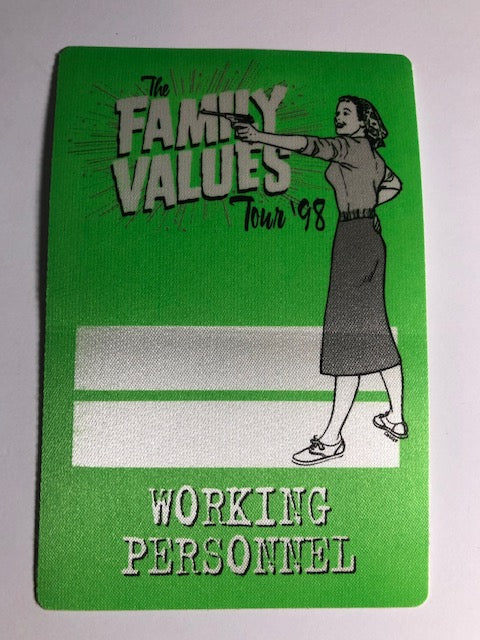 The
FAMILY
VALUES
Tour '98
WORKING
PERSONNEL